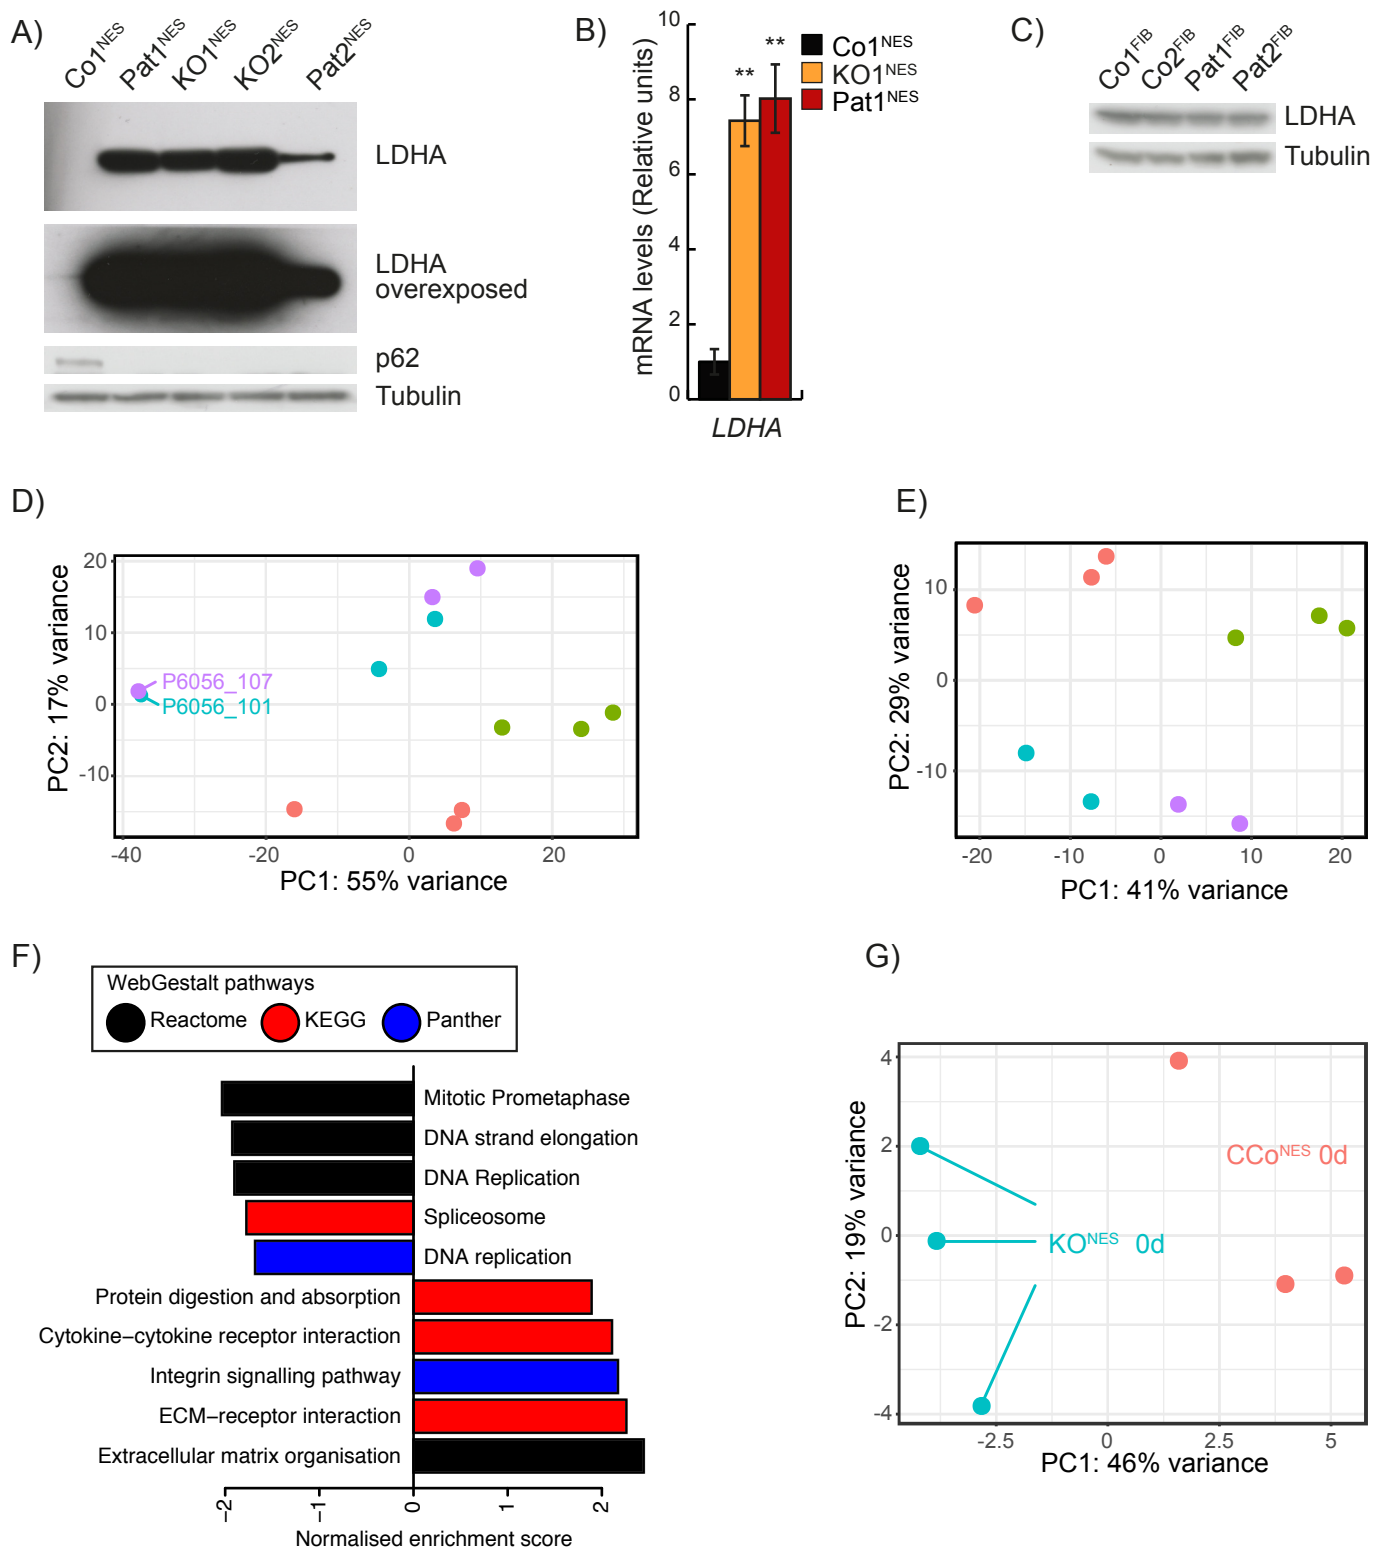 A)
Co1NES
Pat1NES
KO1NES
KO2NES
Pat2NES
LDHA
LDHA
overexposed
p62
Tubulin
B)
mRNA levels (Relative units)
10
8
6
4
2
0
**
**
LDHA
Co1NES
KO1NES
Pat1NES
C)
Co1FIB
Co2FIB
Pat1FIB
Pat2FIB
LDHA
Tubulin
D)
PC2: 17% variance
20
10
0
-10
P6056_107
P6056_101
-40
-20
0
20
PC1: 55% variance
E)
PC2: 29% variance
10
0
-10
-20
-10
0
10
20
PC1: 41% variance
F)
WebGestalt pathways
Reactome
KEGG
Panther
Mitotic Prometaphase
DNA strand elongation
DNA Replication
Spliceosome
DNA replication
Protein digestion and absorption
Cytokine−cytokine receptor interaction
Integrin signalling pathway
ECM−receptor interaction
Extracellular matrix organisation
−2
−1
0
1
2
Normalised enrichment score
G)
PC2: 19% variance
4
2
0
-2
-4
CCoNES 0d
KONES 0d
-2.5
0
2.5
5
PC1: 46% variance